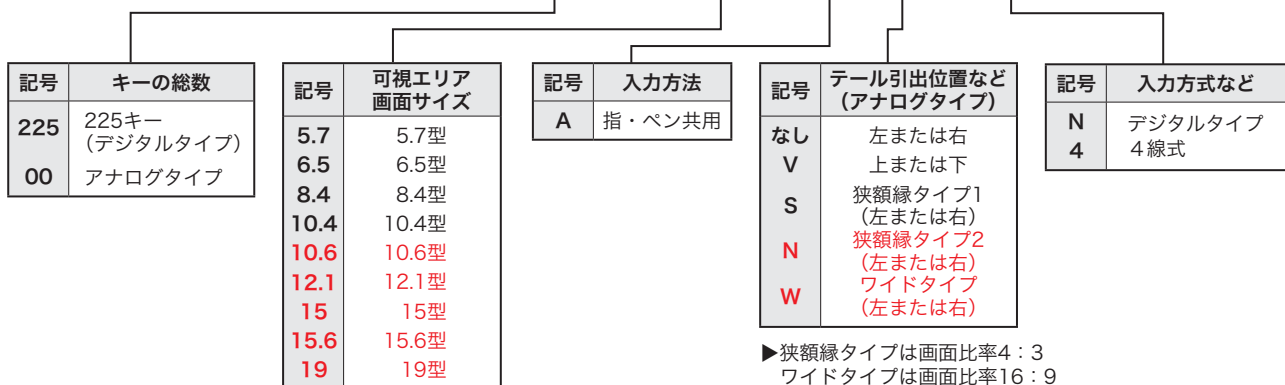 記号 キーの総数
225 225キー
（デジタルタイプ）
00 アナログタイプ
記号 可視エリア
画面サイズ
5.7 5.7型
6.5 6.5型
8.4 8.4型
10.4 10.4型
10.6 10.6型
12.1 12.1型
15 15型
15.6 15.6型
19 19型
記号 入力方法
A 指・ペン共用
記号 テール引出位置など
（アナログタイプ）
なし 左または右
V 上または下
S 狭額縁タイプ1
（左または右）
N 狭額縁タイプ2
（左または右）
W ワイドタイプ
（左または右）
▶狭額縁タイプは画面比率4：3
ワイドタイプは画面比率16：9
記号 入力方式など
N デジタルタイプ
4 ４線式